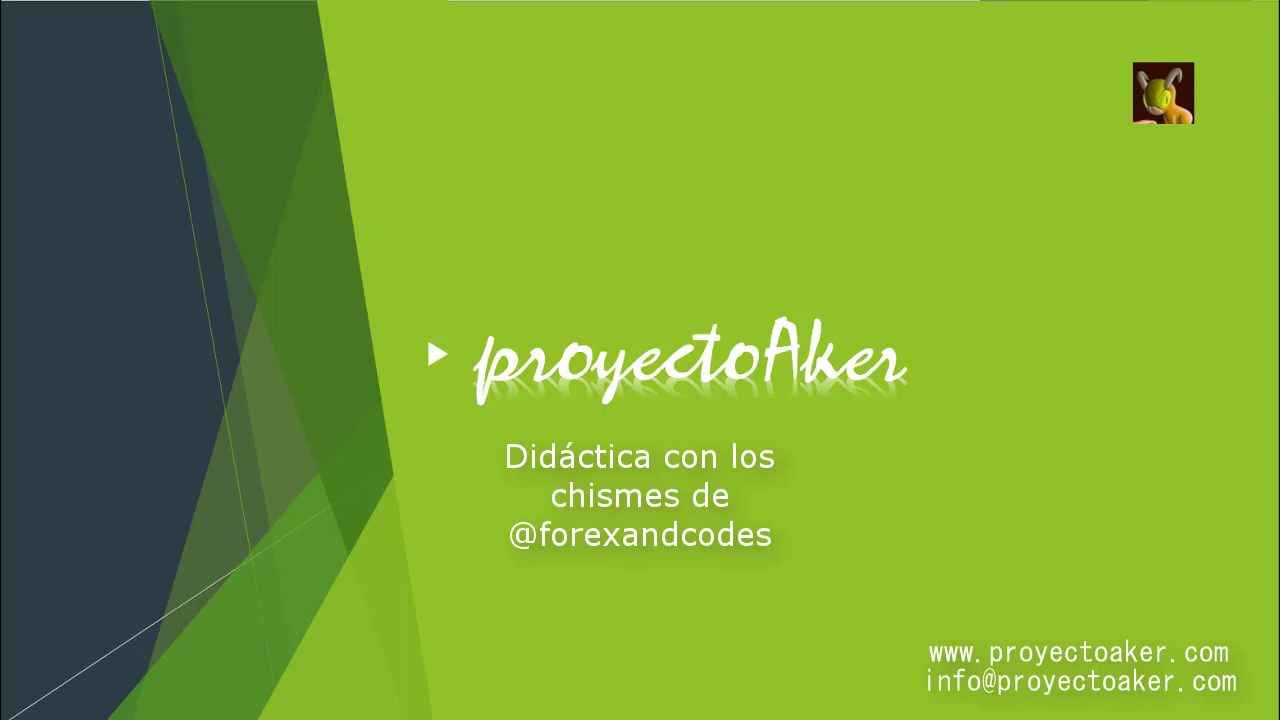 proyectoAker
Didáctica con los
chismes de
@forexandcodes
www.proyectoaker.com
info@proyectoaker.com